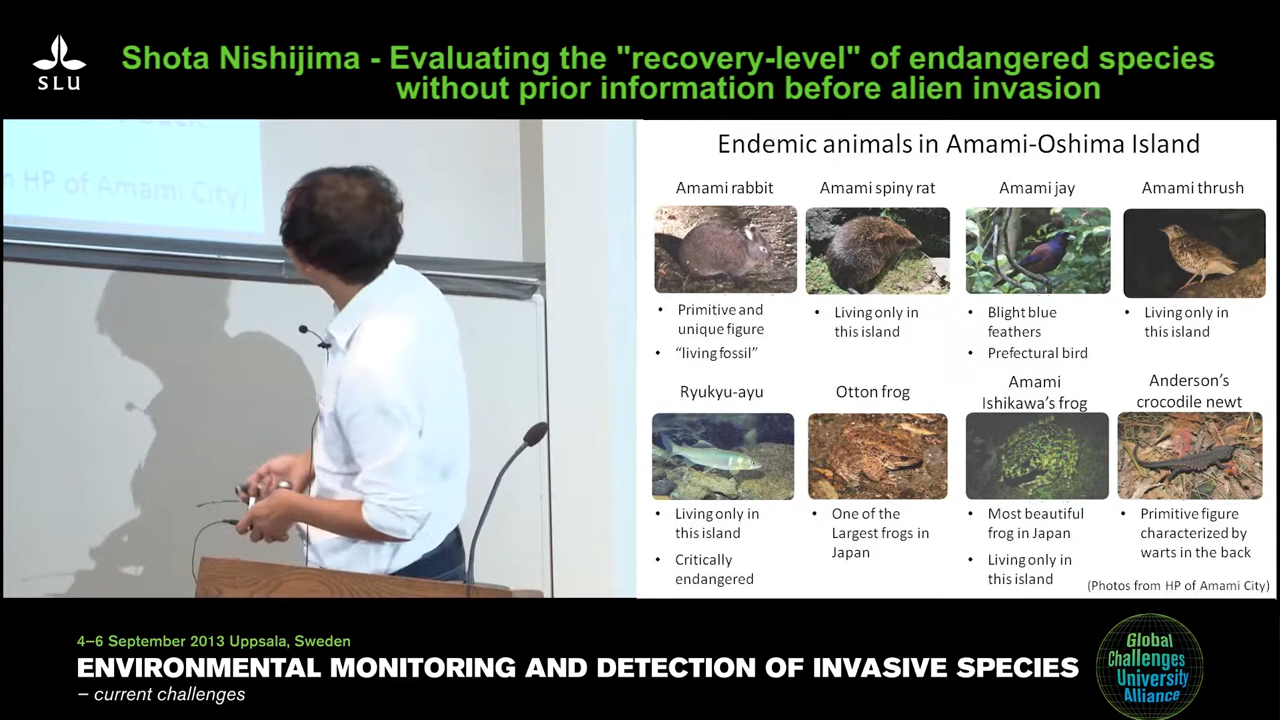 SLU
Shota Nishijima - Evaluating the "recovery-level" of endangered species
without prior information before alien invasion
back
HP of Amami City)
Endemic animals in Amami-Oshima Island
Amami rabbit
Primitive and
unique figure
“living fossil”
Amami spiny rat
Living only in
this island
Amami jay
Blight blue
feathers
Prefectural bird
Amami thrush
Living only in
this island
Ryukyu-ayu
Living only in
this island
Critically
endangered
Otton frog
One of the
Largest frogs in
Japan
Amami
Ishikawa’s frog
Most beautiful
frog in Japan
Living only in
this island
Anderson’s
crocodile newt
Primitive figure
characterized by
warts in the back
(Photos from HP of Amami City)
4–6 September 2013 Uppsala, Sweden
ENVIRONMENTAL MONITORING AND DETECTION OF INVASIVE SPECIES
– current challenges
Global
Challenges
University
Alliance